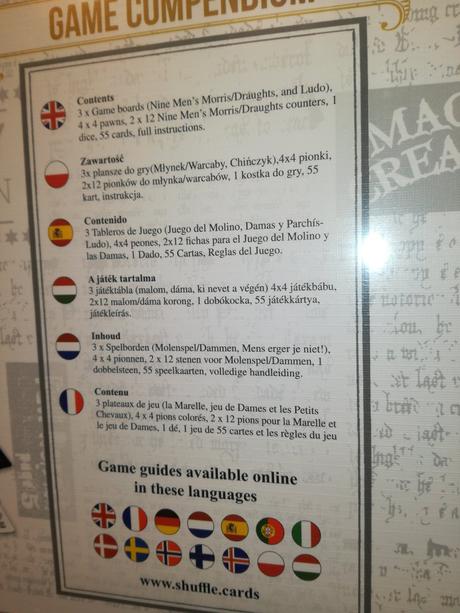 GAME COMPENDIUM
Contents
3 x Game boards (Nine Men's Morris/Draughts, and Ludo),
4 x 4 pawns, 2 x 12 Nine Men's Morris/Draughts counters, 1
dice, 55 cards, full instructions.
Zawartość
3x plansze do gry(Młynek/Warcaby, Chińczyk),4x4 pionki,
2x12 pionków do młynka/warcabów, 1 kostka do gry, 55
kart, instrukcja.
Contenido
3 Tableros de Juego (Juego del Molino, Damas y Parchís-
Ludo), 4x4 peones, 2x12 fichas para el Juego del Molino y
las Damas, 1 Dado, 55 Cartas, Reglas del Juego.
A játék tartalma
3 játéktábla (malom, dáma, ki nevet a végén) 4x4 játékbábu,
2x12 malom/dáma korong, 1 dobókocka, 55 játékkártya,
játékleírás.
Inhoud
3 x Spelborden (Molenspel/Dammen, Mens erger je niet!),
4 x 4 pionnen, 2 x 12 stenen voor Molenspel/Dammen, 1
dobbelsteen, 55 speelkaarten, volledige handleiding.
Contenu
3 plateaux de jeu (la Marelle, jeu de Dames et les Petits
Chevaux), 4 x 4 pions colorés, 2 x 12 pions pour la Marelle et
le jeu de Dames, 1 dé, 1 jeu de 55 cartes et les règles du jeu
Game guides available online
in these languages
www.shuffle.cards